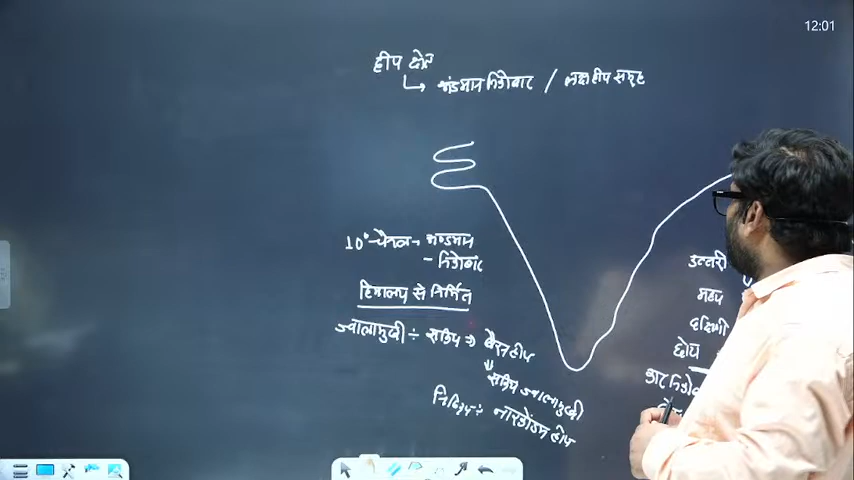 12:01
द्वीप क्षेत्र
अंडमान निकोबार / लक्षद्वीप समूह
10° चैनल → अण्डमान
- निकोबार
हिमालय से निर्मित
ज्वालामुखी ÷ सक्रिय ⇒ बैरन द्वीप
सक्रिय ज्वालामुखी
निष्क्रिय ÷ नारकोंडम द्वीप
उत्तरी
मध्य
दक्षिणी
छोटा
कार निकोबार